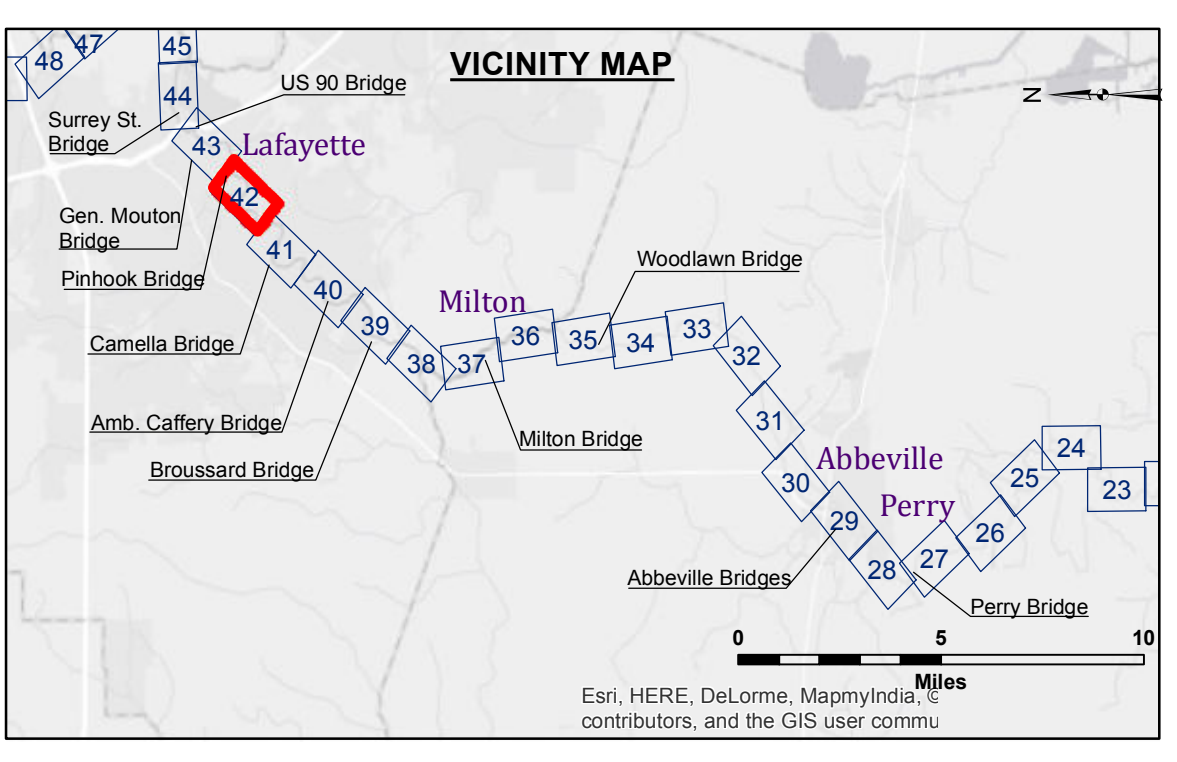 VICINITY MAP
48
47
45
44
US 90 Bridge
N
Surrey St.
Bridge
43
Lafayette
42
Gen. Mouton
Bridge
41
Pinhook Bridge
40
Woodlawn Bridge
Milton
39
36
35
34
33
Camella Bridge
38
37
32
Amb. Caffery Bridge
Milton Bridge
31
Broussard Bridge
Abbeville
30
24
25
23
Perry
29
26
28
27
Abbeville Bridges
Perry Bridge
0
5
10
Miles
Esri, HERE, DeLorme, MapmyIndia, ©
contributors, and the GIS user commu